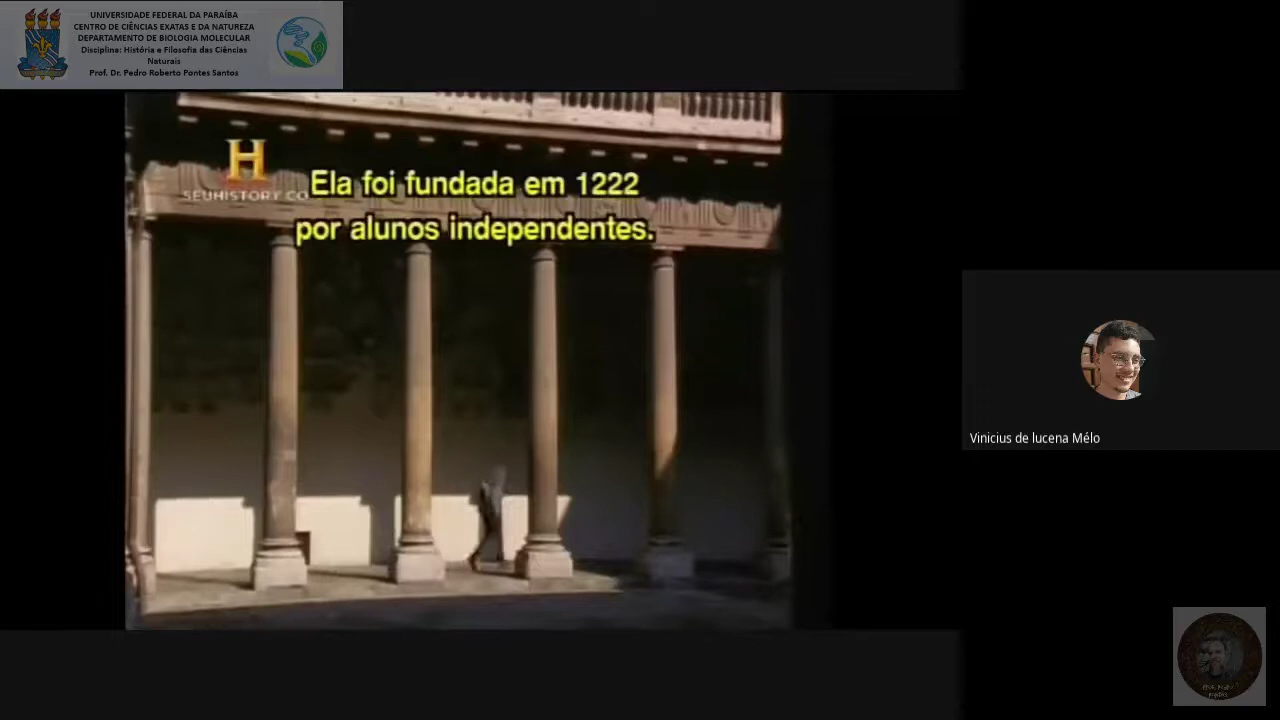 UNIVERSIDADE FEDERAL DA PARAÍBA
CENTRO DE CIÊNCIAS EXATAS E DA NATUREZA
DEPARTAMENTO DE BIOLOGIA MOLECULAR
Disciplina: História e Filosofia das Ciências
Naturais
Prof. Dr. Pedro Roberto Pontes Santos
H
SEUHISTORY.CO
Ela foi fundada em 1222
por alunos independentes.
Vinicius de lucena Mélo